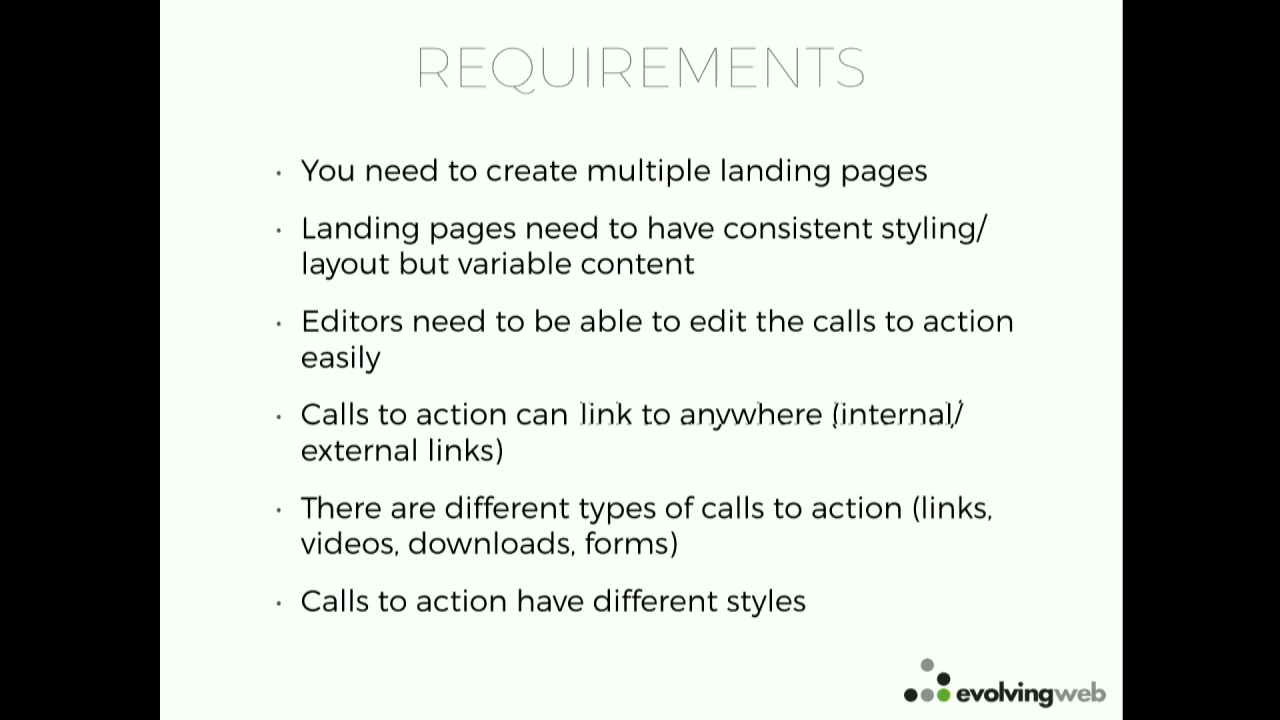 REQUIREMENTS
· You need to create multiple landing pages
· Landing pages need to have consistent styling/
layout but variable content
· Editors need to be able to edit the calls to action
easily
· Calls to action can link to anywhere (internal/
external links)
· There are different types of calls to action (links,
videos, downloads, forms)
· Calls to action have different styles
evolvingweb